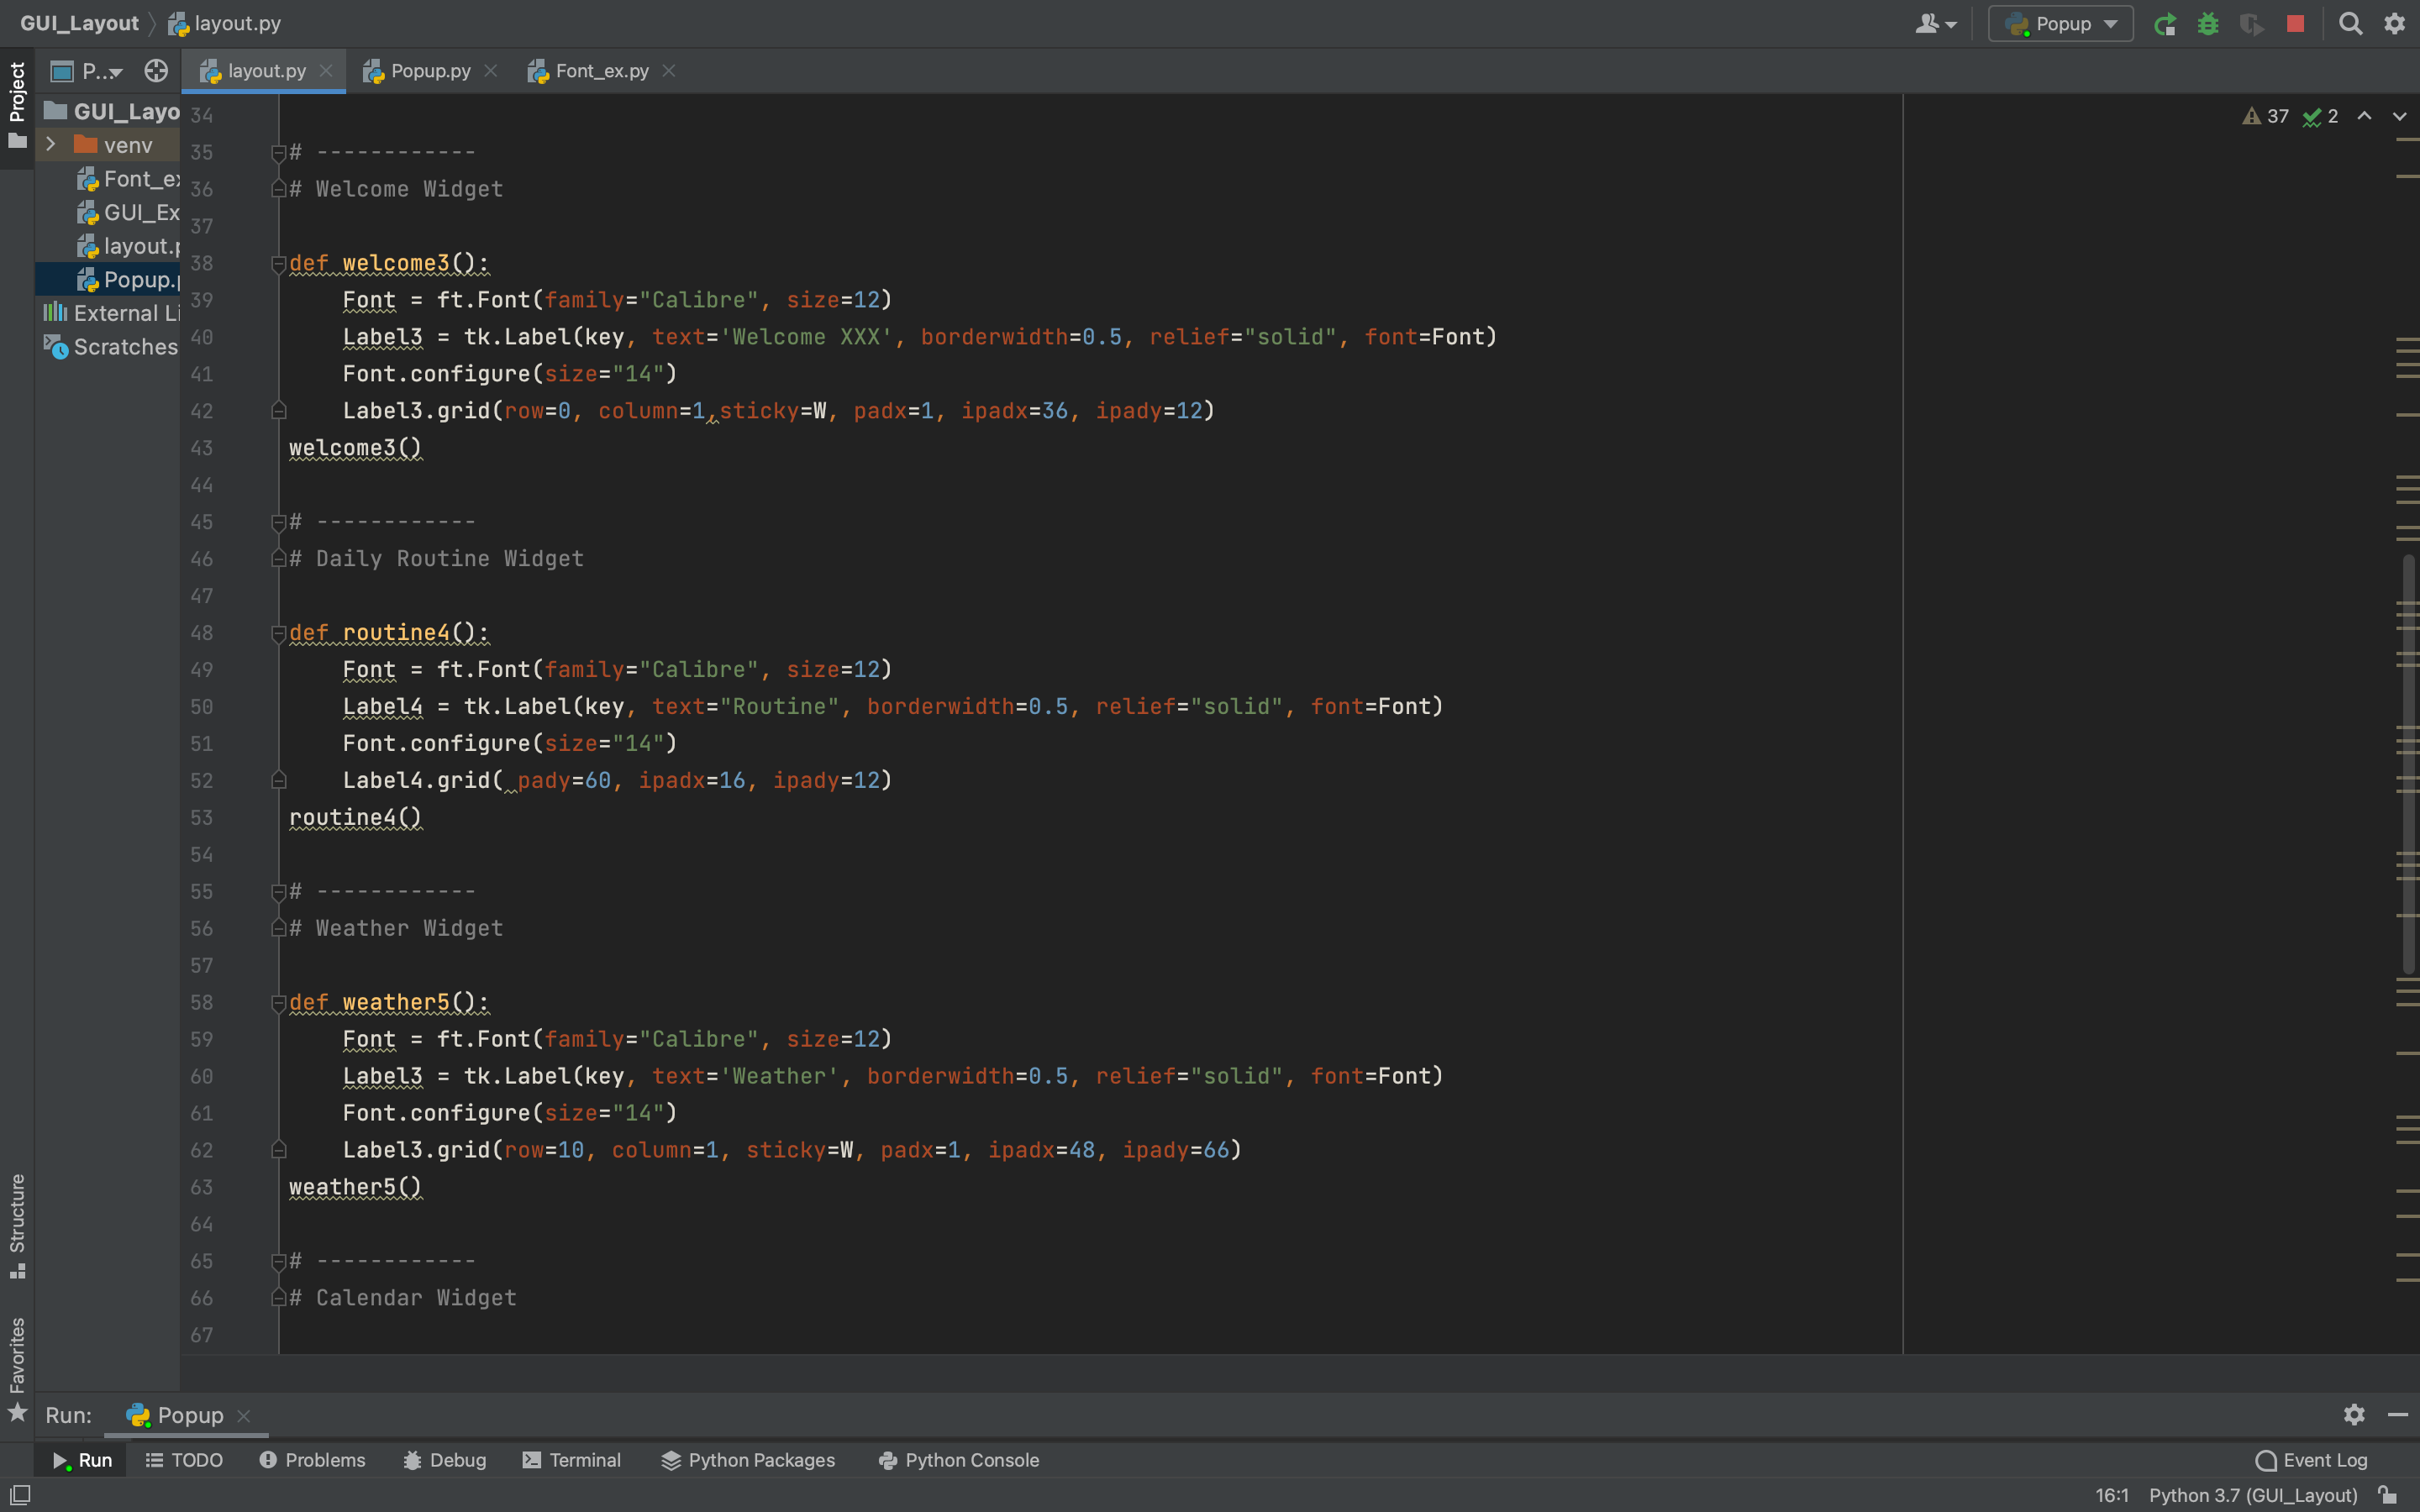 GUI_Layout layout.py Popup
Project P... layout.py Popup.py Font_ex.py
GUI_Layo
venv
Font_ex
GUI_Ex
layout.p
Popup.p
External Li
Scratches
37 2
34
35 # ------------
36 # Welcome Widget
37
38 def welcome3():
39 Font = ft.Font(family="Calibre", size=12)
40 Label3 = tk.Label(key, text='Welcome XXX', borderwidth=0.5, relief="solid", font=Font)
41 Font.configure(size="14")
42 Label3.grid(row=0, column=1,sticky=W, padx=1, ipadx=36, ipady=12)
43 welcome3()
44
45 # ------------
46 # Daily Routine Widget
47
48 def routine4():
49 Font = ft.Font(family="Calibre", size=12)
50 Label4 = tk.Label(key, text="Routine", borderwidth=0.5, relief="solid", font=Font)
51 Font.configure(size="14")
52 Label4.grid( pady=60, ipadx=16, ipady=12)
53 routine4()
54
55 # ------------
56 # Weather Widget
57
58 def weather5():
59 Font = ft.Font(family="Calibre", size=12)
60 Label3 = tk.Label(key, text='Weather', borderwidth=0.5, relief="solid", font=Font)
61 Font.configure(size="14")
62 Label3.grid(row=10, column=1, sticky=W, padx=1, ipadx=48, ipady=66)
63 weather5()
64
65 # ------------
66 # Calendar Widget
67
Structure
Favorites
Run: Popup
Run TODO Problems Debug Terminal Python Packages Python Console Event Log
16:1 Python 3.7 (GUI_Layout)